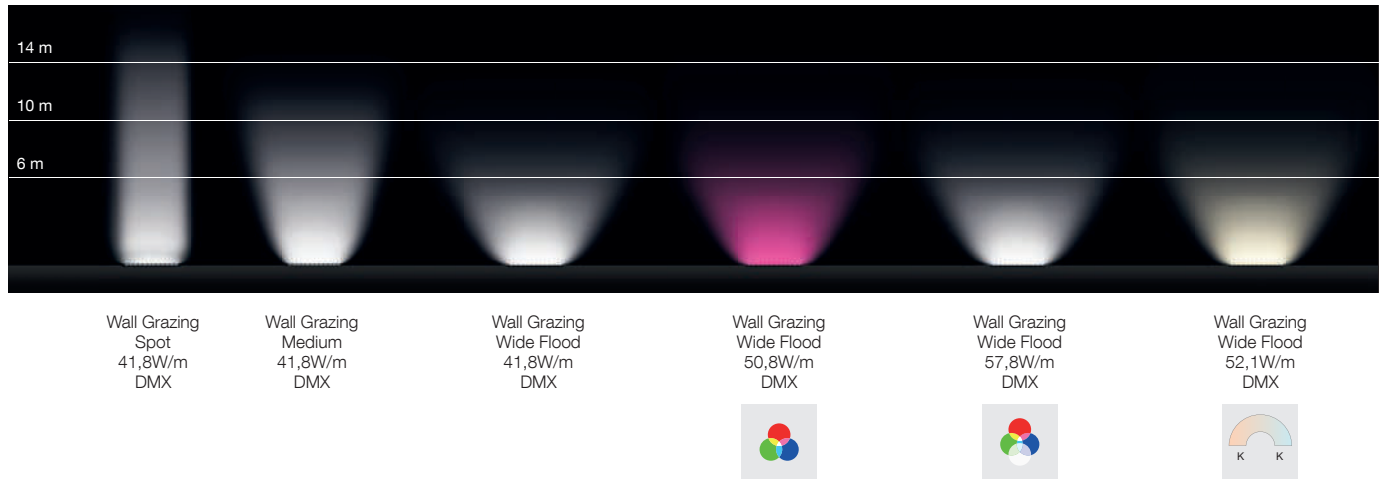 14 m
10 m
6 m
Wall Grazing
Spot
41,8W/m
DMX
Wall Grazing
Medium
41,8W/m
DMX
Wall Grazing
Wide Flood
41,8W/m
DMX
Wall Grazing
Wide Flood
50,8W/m
DMX
Wall Grazing
Wide Flood
57,8W/m
DMX
Wall Grazing
Wide Flood
52,1W/m
DMX
K K